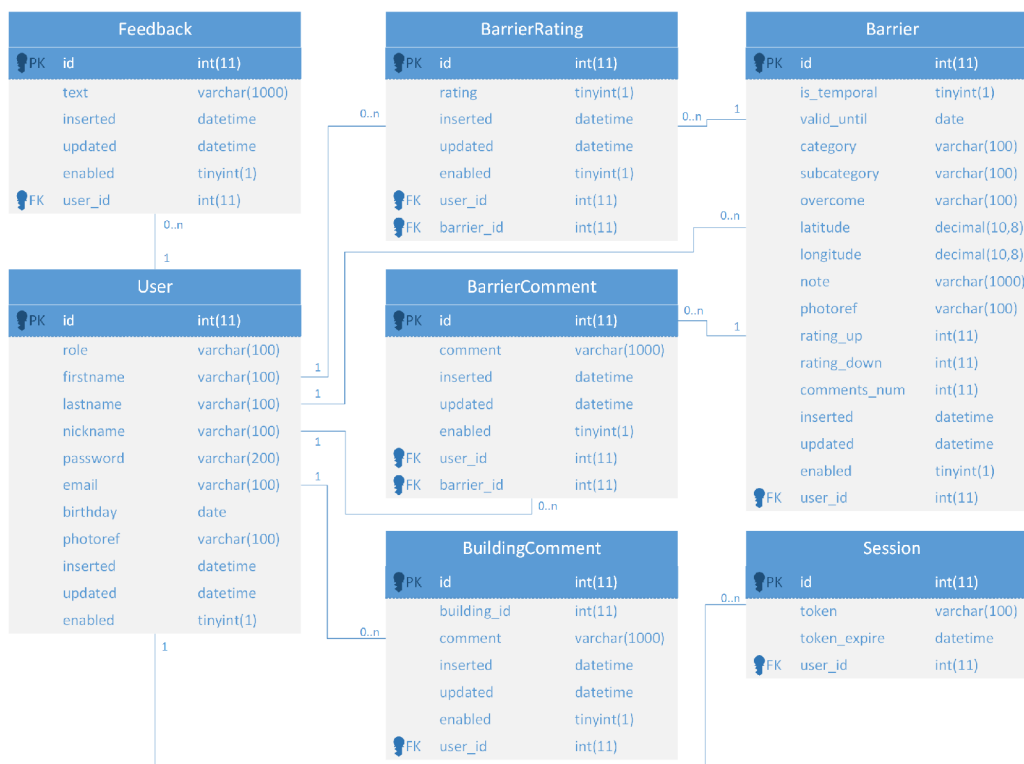 Feedback
PK id int(11)
text varchar(1000)
inserted datetime
updated datetime
enabled tinyint(1)
FK user_id int(11)
0..n
1
User
PK id int(11)
role varchar(100)
firstname varchar(100)
lastname varchar(100)
nickname varchar(100)
password varchar(200)
email varchar(100)
birthday date
photoref varchar(100)
inserted datetime
updated datetime
enabled tinyint(1)
1
1
1
1
1
0..n
BarrierRating
PK id int(11)
rating tinyint(1)
inserted datetime
updated datetime
enabled tinyint(1)
FK user_id int(11)
FK barrier_id int(11)
0..n
1
0..n
BarrierComment
PK id int(11)
comment varchar(1000)
inserted datetime
updated datetime
enabled tinyint(1)
FK user_id int(11)
FK barrier_id int(11)
0..n
1
0..n
0..n
BuildingComment
PK id int(11)
building_id int(11)
comment varchar(1000)
inserted datetime
updated datetime
enabled tinyint(1)
FK user_id int(11)
Barrier
PK id int(11)
is_temporal tinyint(1)
valid_until date
category varchar(100)
subcategory varchar(100)
overcome varchar(100)
latitude decimal(10,8)
longitude decimal(10,8)
note varchar(1000)
photoref varchar(100)
rating_up int(11)
rating_down int(11)
comments_num int(11)
inserted datetime
updated datetime
enabled tinyint(1)
FK user_id int(11)
0..n
Session
PK id int(11)
token varchar(100)
token_expire datetime
FK user_id int(11)